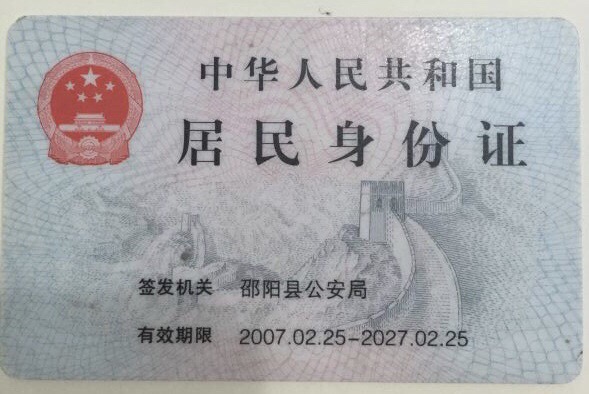 中华人民共和国
居民身份证
签发机关 邵阳县公安局
有效期限 2007.02.25-2027.02.25